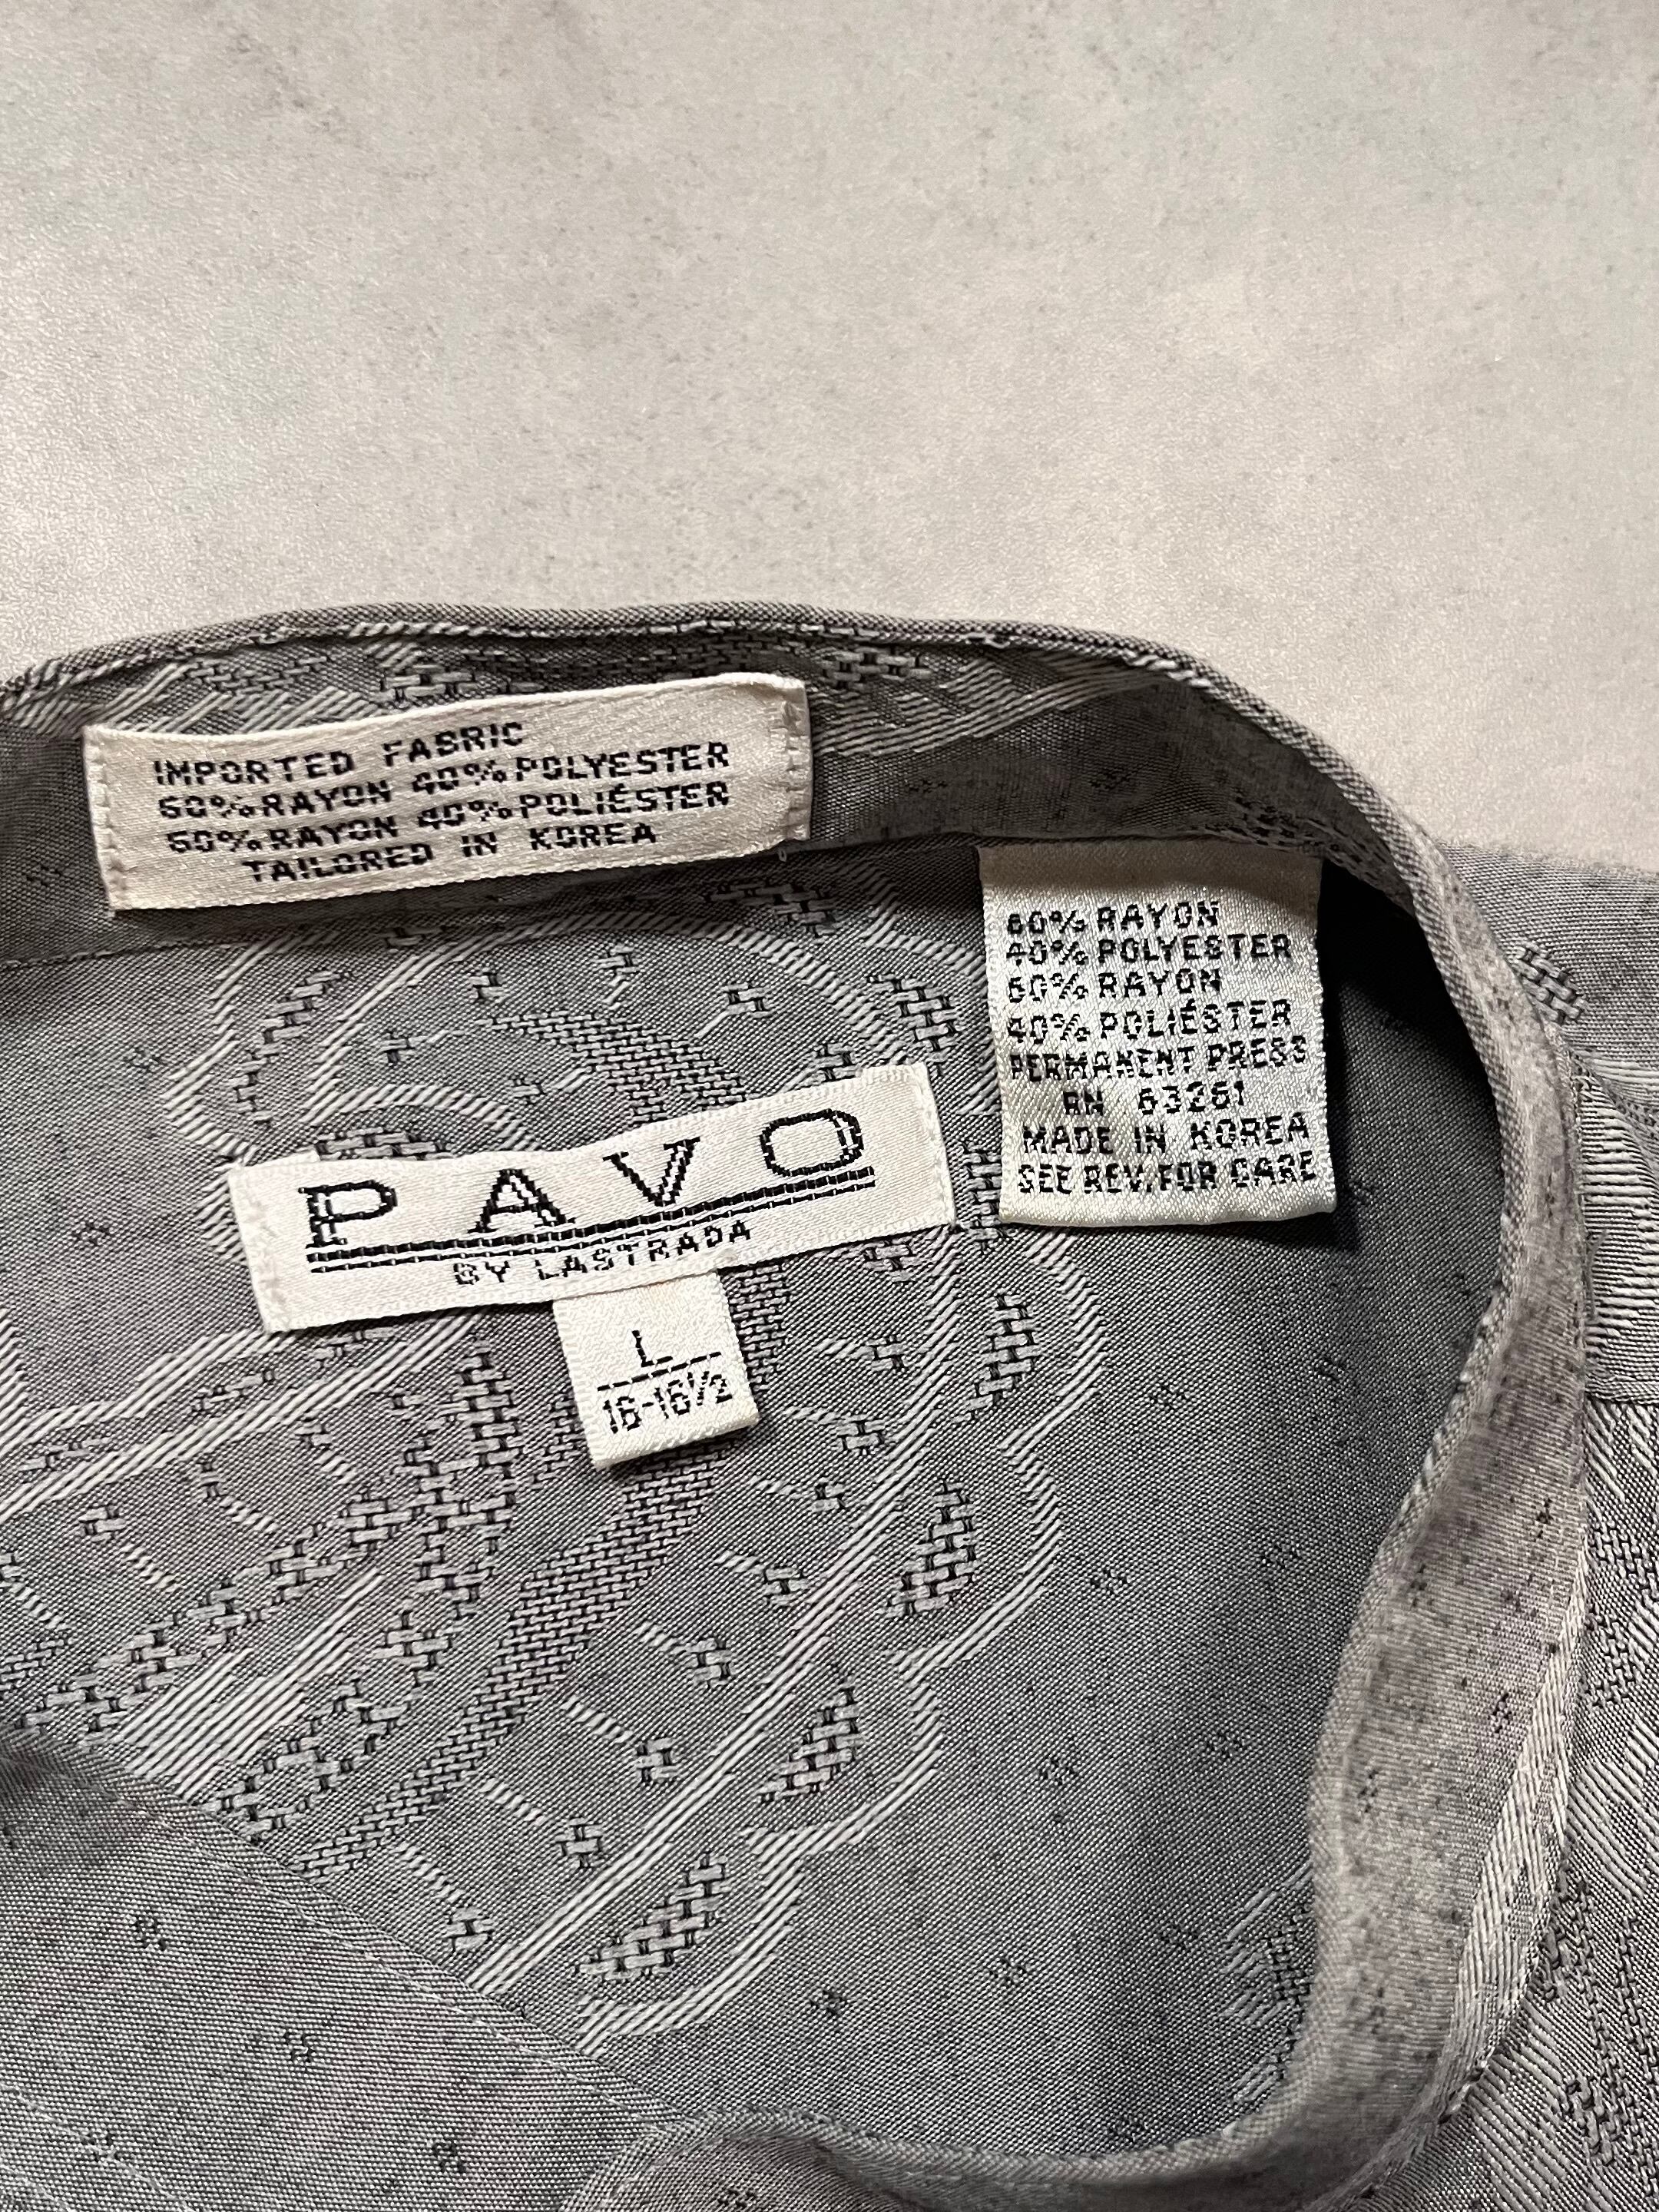 IMPORTED FABRIC
60% RAYON 40% POLYESTER
60% RAYON 40% POLIÉSTER
TAILORED IN KOREA
60% RAYON
40% POLYESTER
60% RAYON
40% POLIÉSTER
PERMANENT PRESS
RN 63261
MADE IN KOREA
SEE REV. FOR CARE
PAVO
BY LASTRADA
L
16-16½